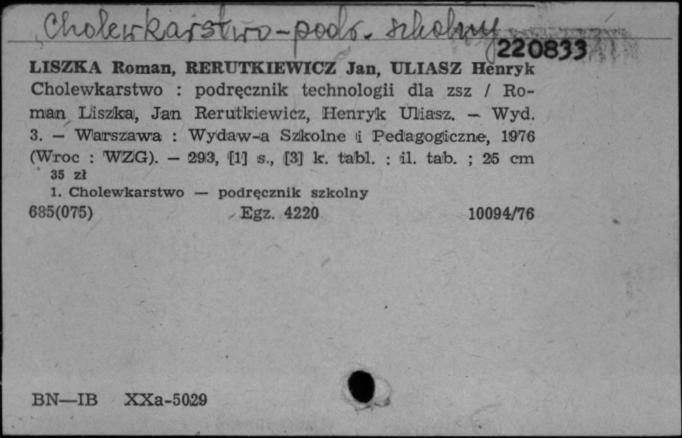 Cholewkarstwo – podr. szkolny
220833
LISZKA Roman, RERUTKIEWICZ Jan, ULIASZ Henryk
Cholewkarstwo : podręcznik technologii dla zsz / Ro-
man Liszka, Jan Rerutkiewicz, Henryk Uliasz. — Wyd.
3. — Warszawa : Wydaw-a Szkolne i Pedagogiczne, 1976
(Wroc : WZG). — 293, [1] s., [3] k. tabl. : il. tab. ; 25 cm
35 zł
1. Cholewkarstwo — podręcznik szkolny
685(075) Egz. 4220 10094/76
BN—IB XXa-5029